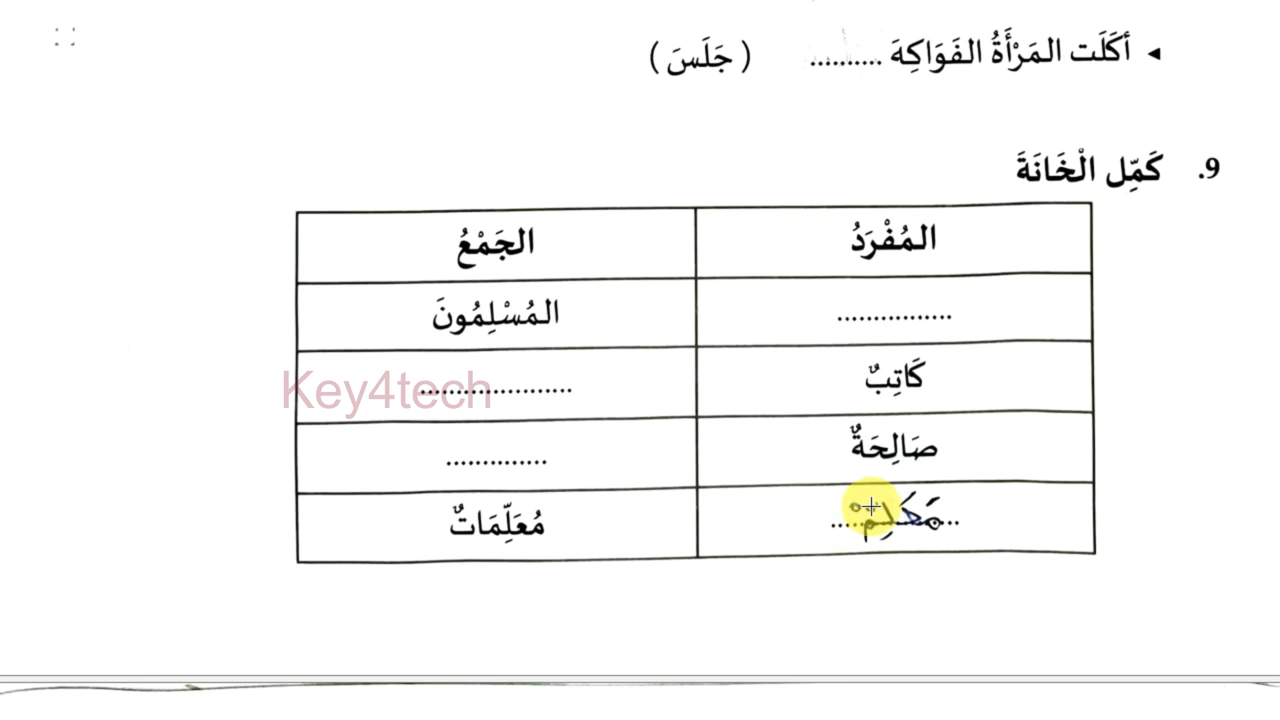 ◂ أَكَلَت المَرْأَةُ الفَوَاكِهَ .......... ( جَلَسَ )
9. كَمِّل الْخَانَةَ
المُفْرَدُ الجَمْعُ
................ المُسْلِمُونَ
كَاتِبٌ .....................
صَالِحَةٌ ..............
مُعَلِّمَاتٌ
Key4tech